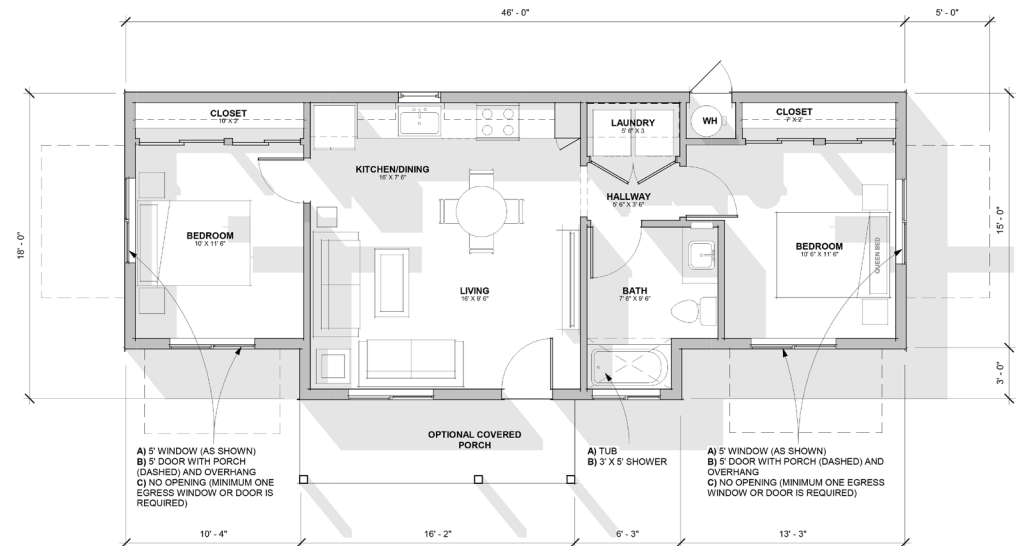 46' - 0"
5' - 0"
CLOSET
10' X 2'
LAUNDRY
5' 6" X 3
WH
CLOSET
7' X 2'
KITCHEN/DINING
16' X 7' 6"
HALLWAY
5' 6" X 3' 6"
18' - 0"
15' - 0"
BEDROOM
10' X 11' 6"
BEDROOM
10' 6" X 11' 6"
QUEEN BED
LIVING
16' X 9' 6"
BATH
7' 6" X 9' 6"
3' - 0"
OPTIONAL COVERED
PORCH
A) 5' WINDOW (AS SHOWN)
B) 5' DOOR WITH PORCH
(DASHED) AND OVERHANG
C) NO OPENING (MINIMUM ONE
EGRESS WINDOW OR DOOR IS
REQUIRED)
A) TUB
B) 3' X 5' SHOWER
A) 5' WINDOW (AS SHOWN)
B) 5' DOOR WITH PORCH (DASHED) AND
OVERHANG
C) NO OPENING (MINIMUM ONE EGRESS
WINDOW OR DOOR IS REQUIRED)
10' - 4"
16' - 2"
6' - 3"
13' - 3"